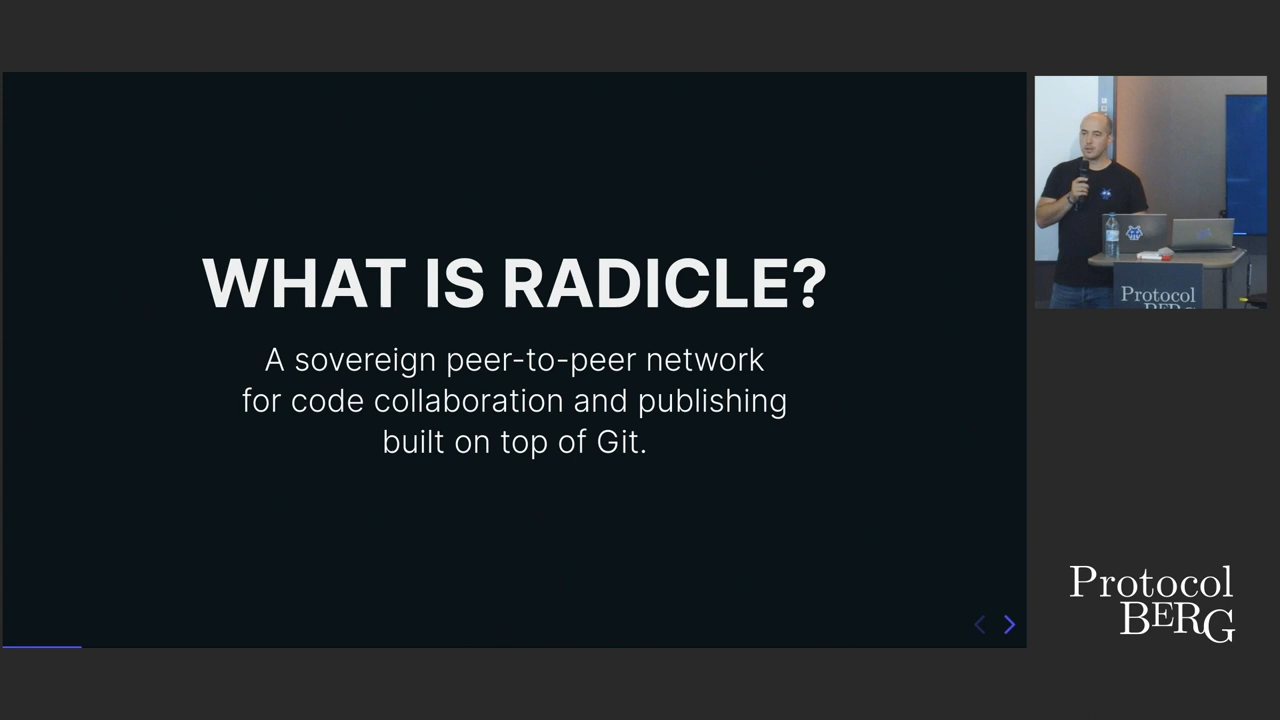 WHAT IS RADICLE?
A sovereign peer-to-peer network
for code collaboration and publishing
built on top of Git.
Protocol
BERG
Protocol
BERG